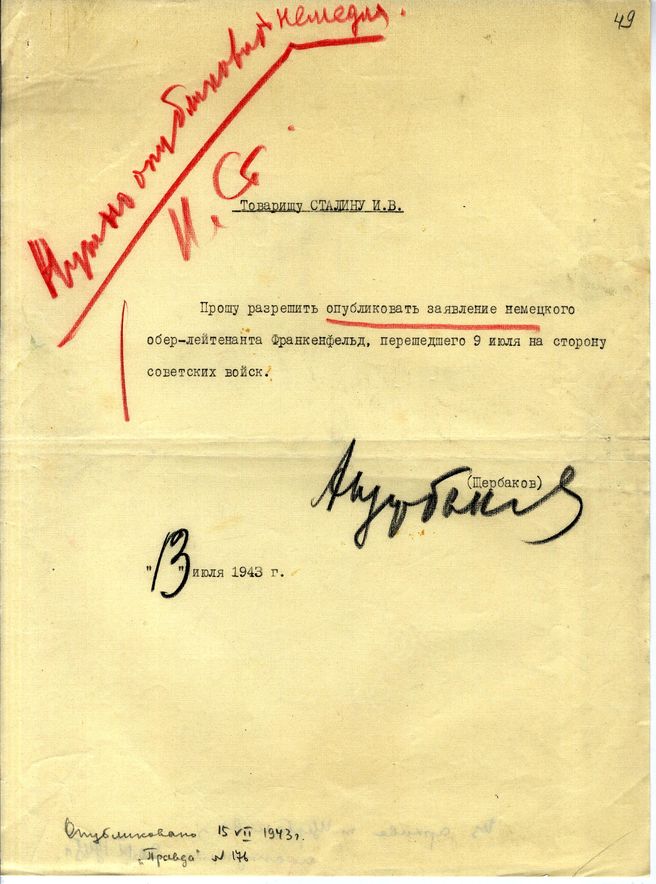 49
Нужно опубликовать немедля.
И. Ст.
Товарищу СТАЛИНУ И.В.
Прошу разрешить опубликовать заявление немецкого
обер-лейтенанта Франкенфельд, перешедшего 9 июля на сторону
советских войск.
(Щербаков)
АЩербаков
"13" июля 1943 г.
Опубликовано 15 VII 1943 г.
"Правда" № 176